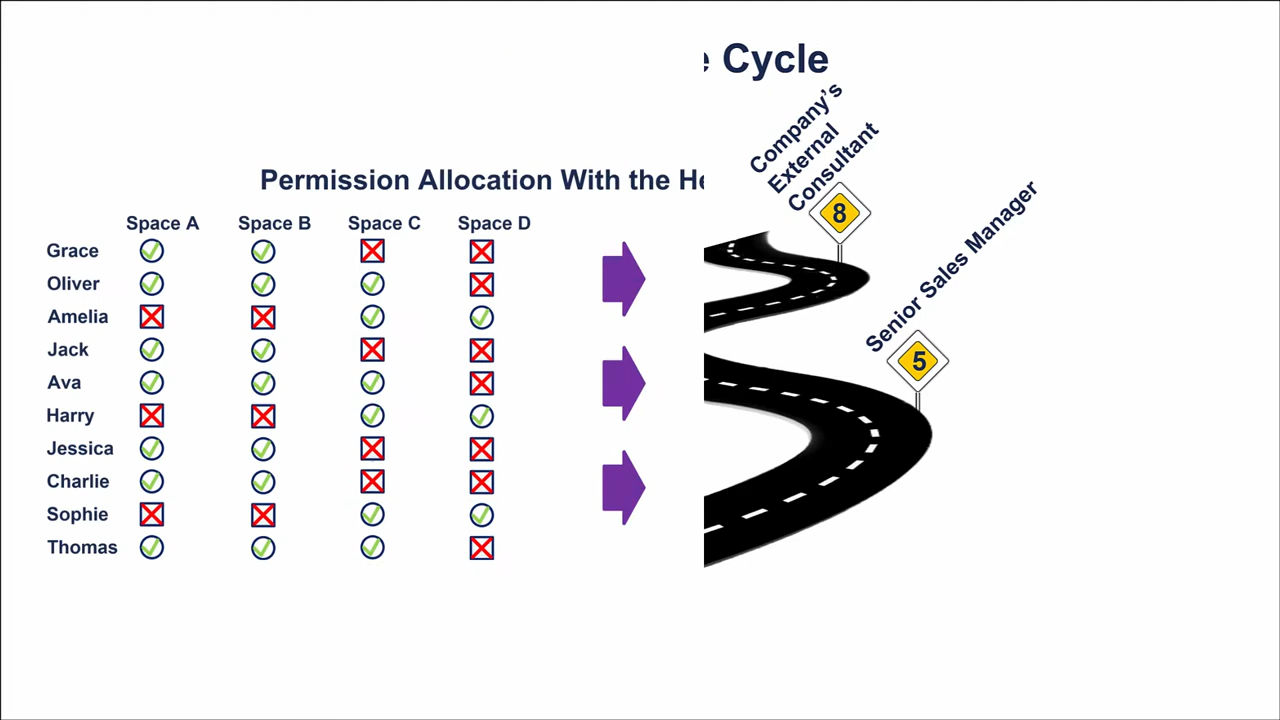 Cycle
Permission Allocation With the
Space A Space B Space C Space D
Grace
Oliver
Amelia
Jack
Ava
Harry
Jessica
Charlie
Sophie
Thomas
Company's
External
Consultant
8
Senior Sales Manager
5